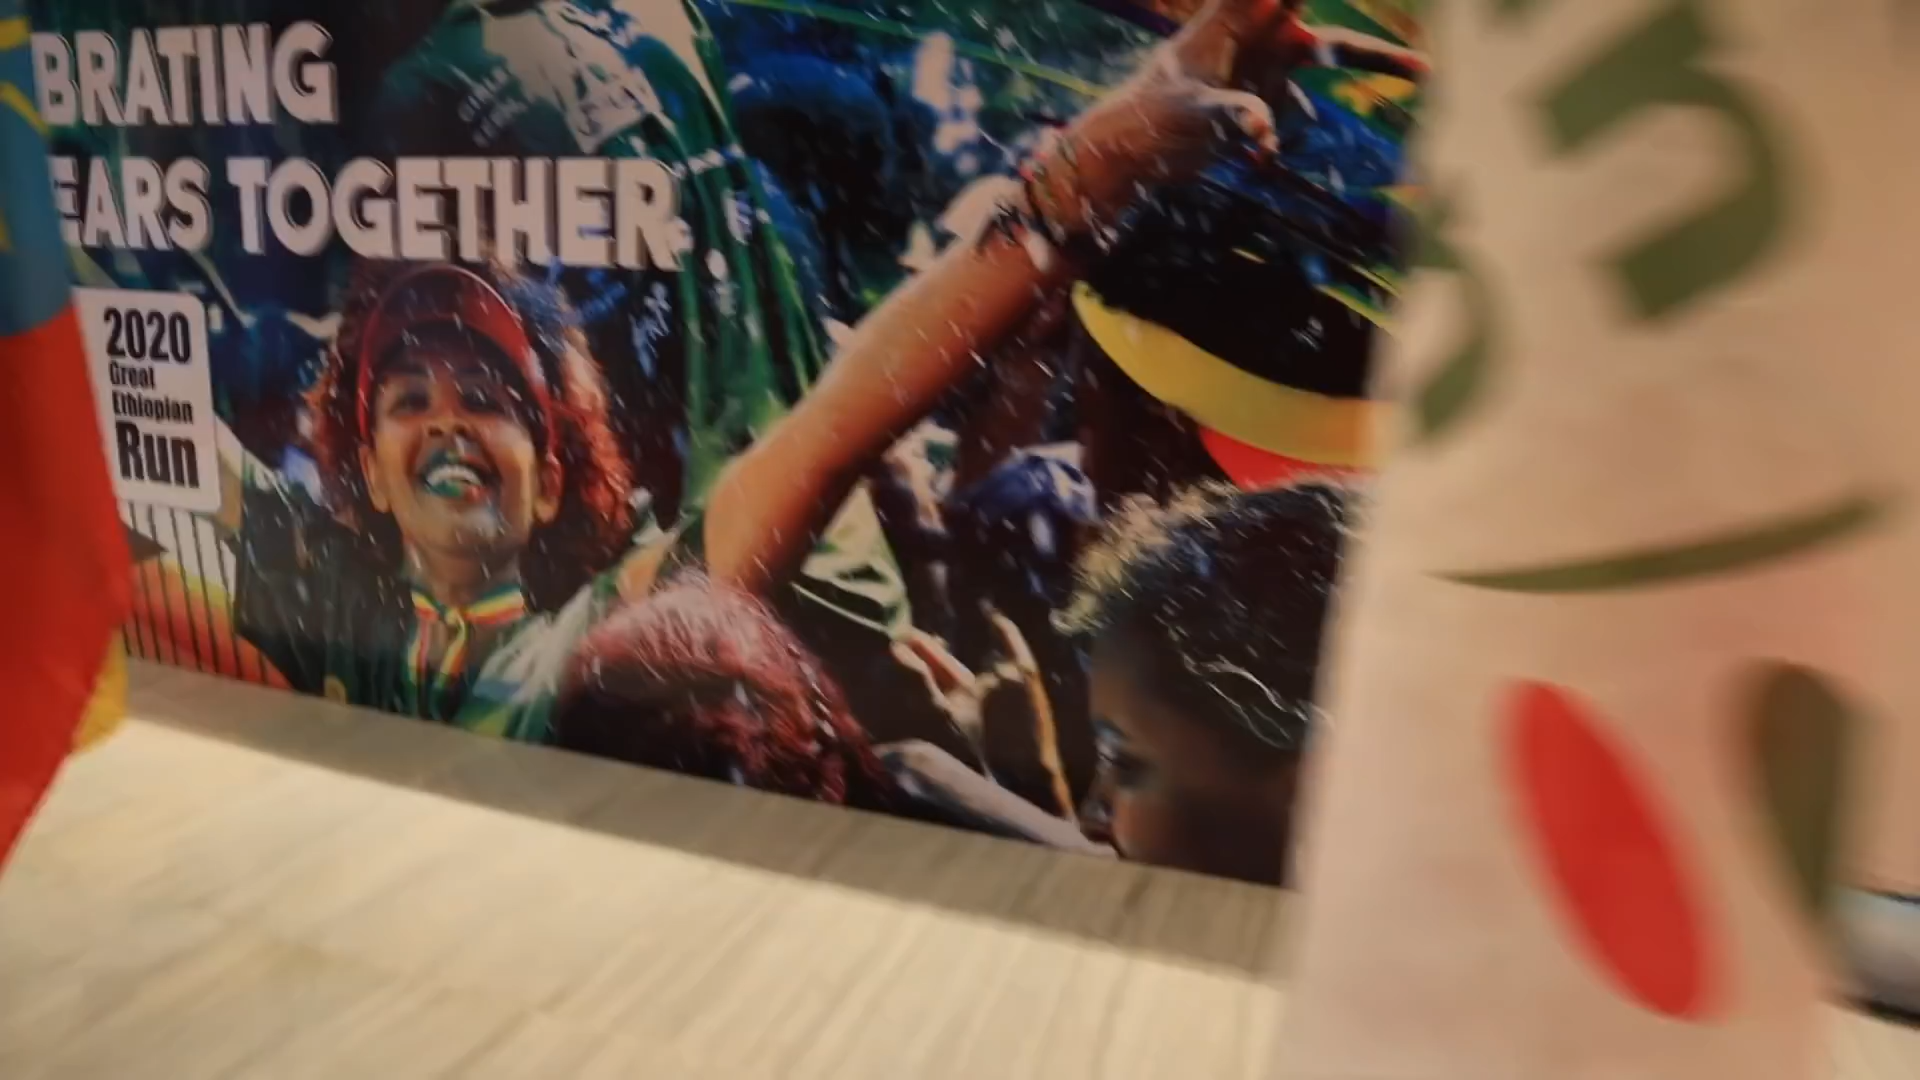 BRATING
EARS TOGETHER
2020
Great
Ethiopian
Run